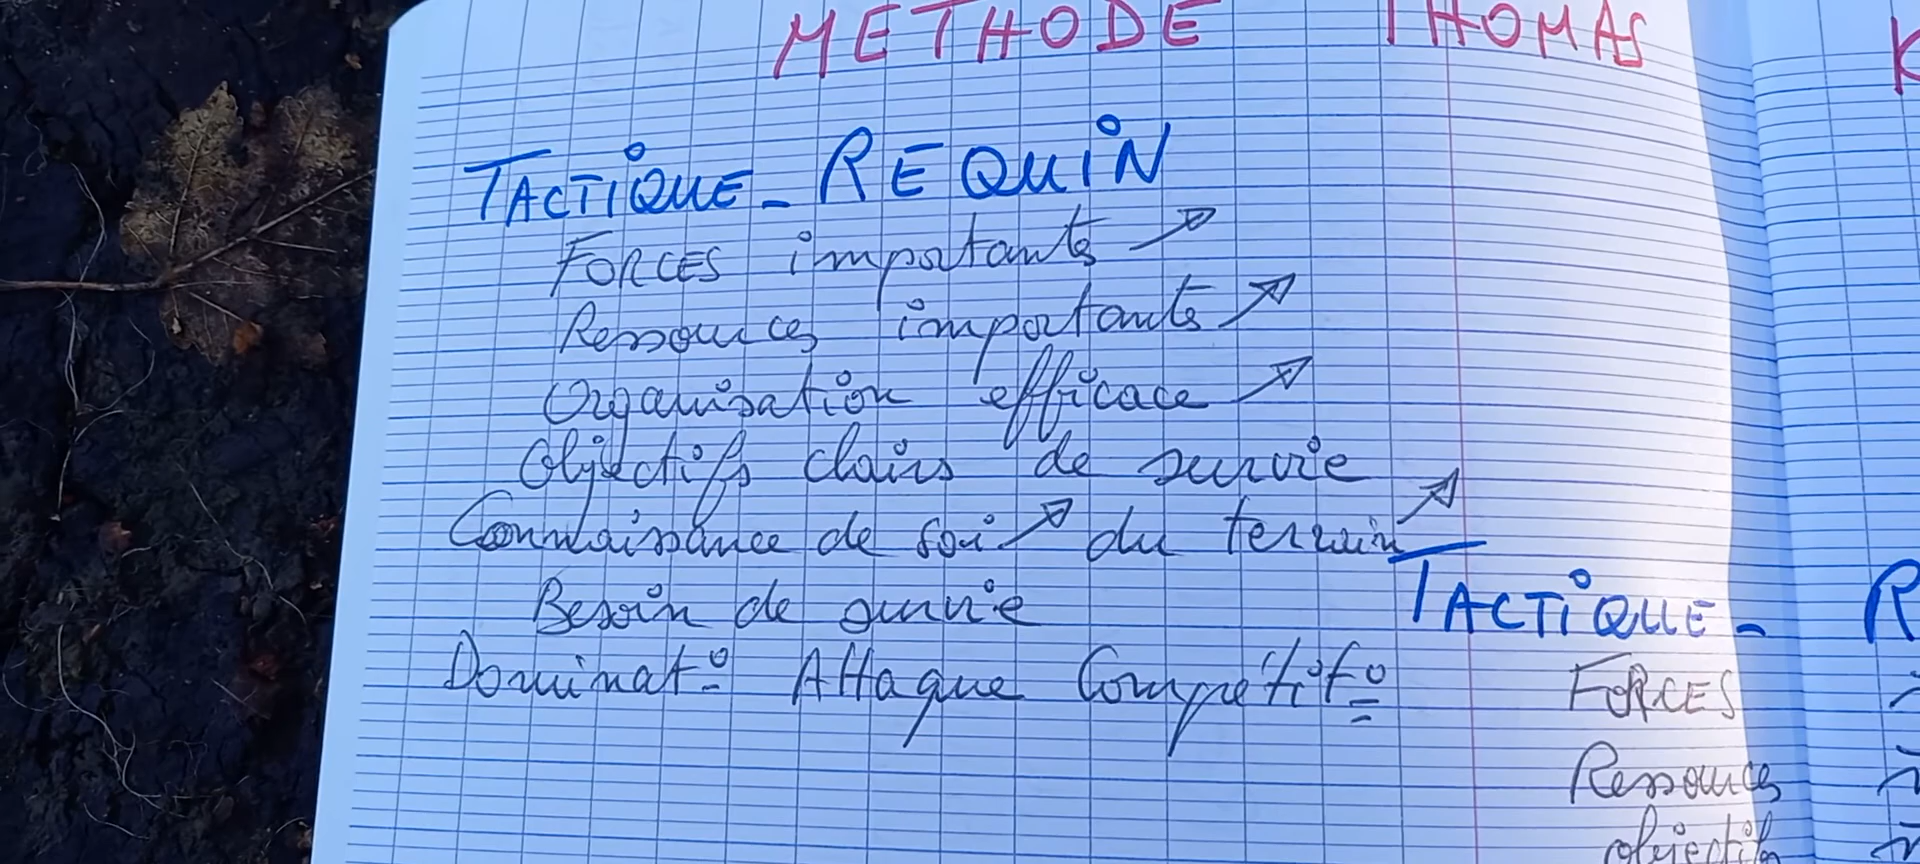 METHODE THOMAS
TACTIQUE - REQUIN
FORCES importants ↗
Ressources importants ↗
Organisation efficace ↗
Objectifs clairs de survie
Connaissance de soi ↗ du terrain ↗
Besoin de survie
Dominat° Attaque Compétit°
TACTIQUE - R
FORCES
Ressources
objectifs